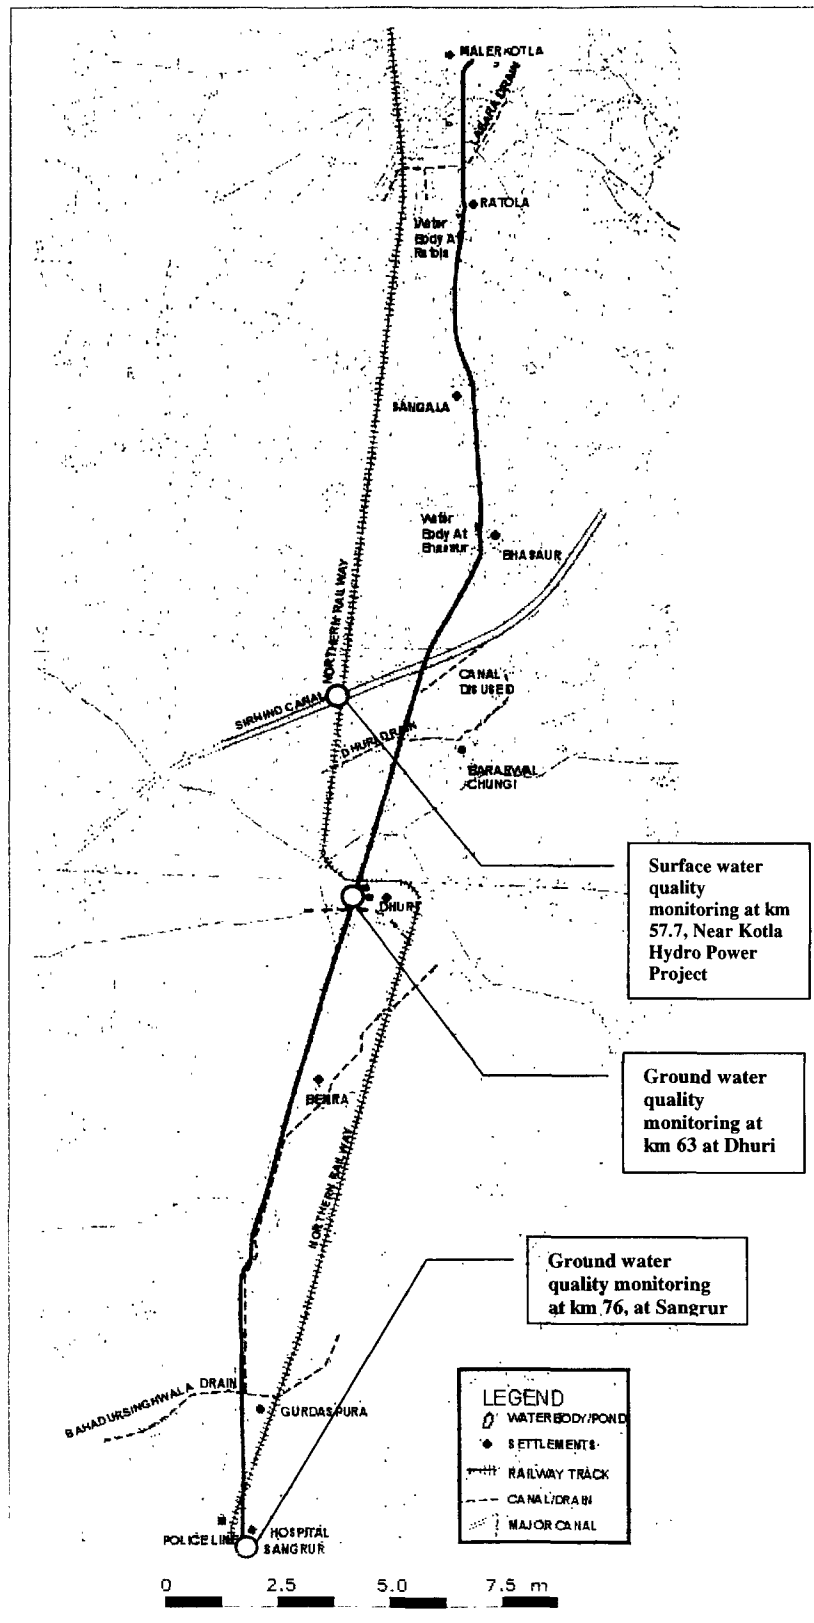 MALERKOTLA
LASARA DRAIN
RATOLA
Water
Body At
Ratola
SANGALA
Water
Body At
Bhasaur
BHASAUR
NORTHERN RAILWAY
CANAL
DISUSED
SIRHIND CANAL
DHURI DRAIN
BARARWAL
CHUNGI
Surface water
quality
monitoring at km
57.7, Near Kotla
Hydro Power
Project
DHURI
Ground water
quality
monitoring at
km 63 at Dhuri
BENRA
NORTHERN RAILWAY
Ground water
quality monitoring
at km 76, at Sangrur
BAHADURSINGHWALA DRAIN
GURDASPURA
LEGEND
WATERBODY/POND
SETTLEMENTS
RAILWAY TRACK
CANAL/DRAIN
MAJOR CANAL
POLICE LINE
HOSPITAL
SANGRUR
0 2.5 5.0 7.5 m